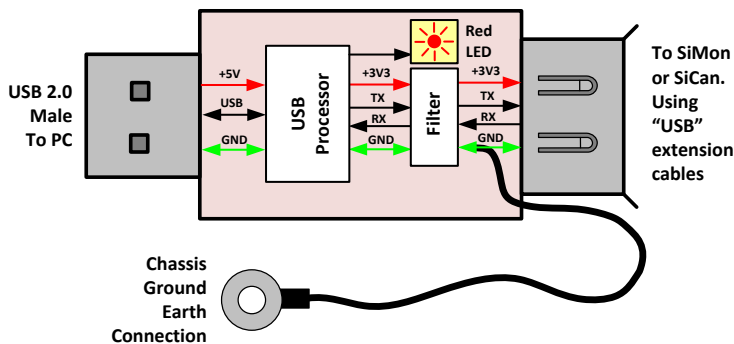 USB 2.0
Male
To PC
+5V
USB
GND
USB
Processor
Red
LED
+3V3
TX
RX
GND
Filter
+3V3
TX
RX
GND
To SiMon
or SiCan.
Using
“USB”
extension
cables
Chassis
Ground
Earth
Connection